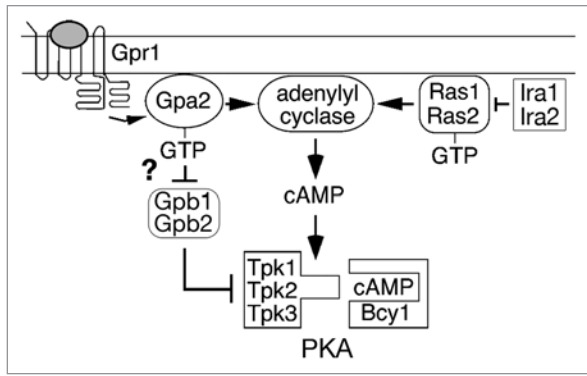 Gpr1
Gpa2
adenylyl
cyclase
Ras1
Ras2
Ira1
Ira2
GTP
GTP
?
cAMP
Gpb1
Gpb2
Tpk1
Tpk2
Tpk3
cAMP
Bcy1
PKA